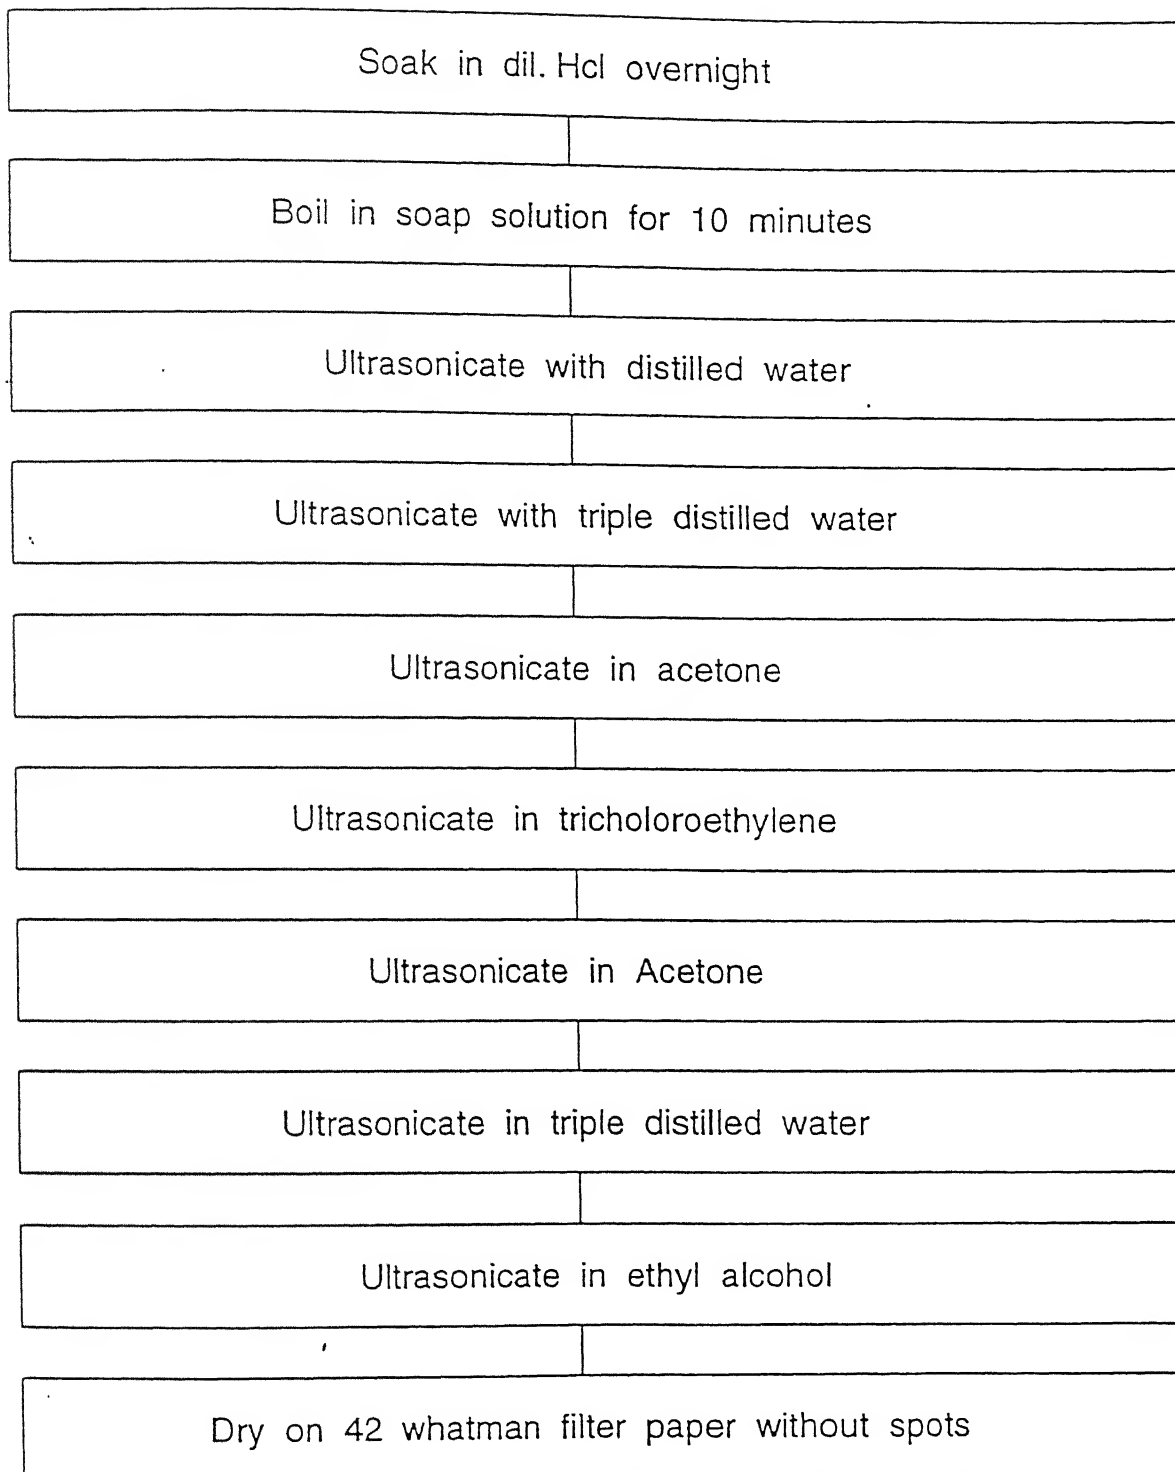 Soak in dil. Hcl overnight
Boil in soap solution for 10 minutes
Ultrasonicate with distilled water
Ultrasonicate with triple distilled water
Ultrasonicate in acetone
Ultrasonicate in tricholoroethylene
Ultrasonicate in Acetone
Ultrasonicate in triple distilled water
Ultrasonicate in ethyl alcohol
Dry on 42 whatman filter paper without spots